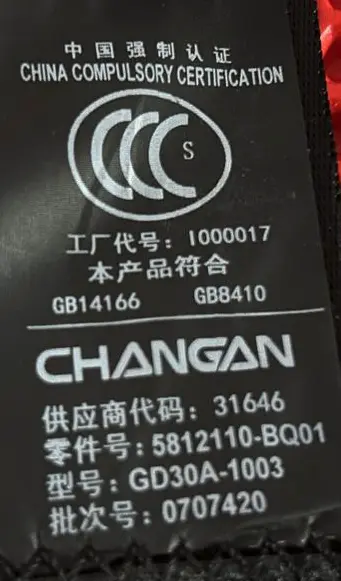 中国强制认证
CHINA COMPULSORY CERTIFICATION
CCC S
工厂代号: I000017
本产品符合
GB14166 GB8410
CHANGAN
供应商代码: 31646
零件号: 5812110-BQ01
型号: GD30A-1003
批次号: 0707420